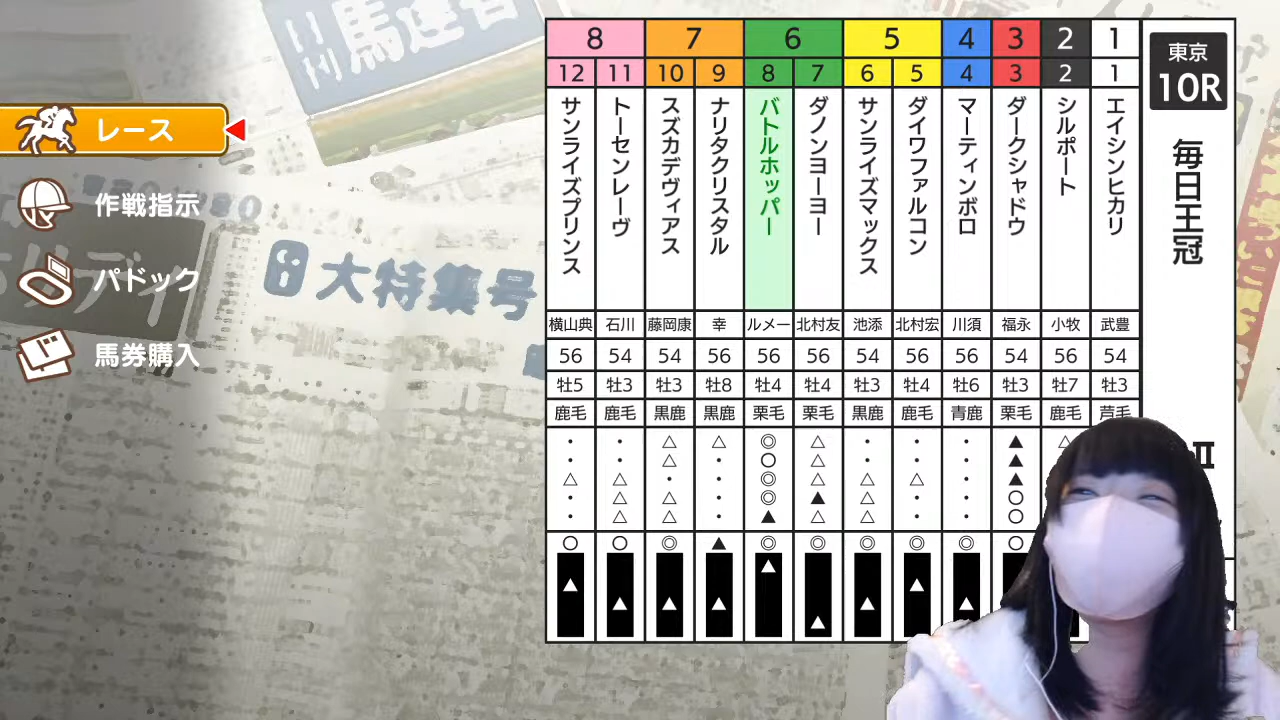 レース
作戦指示
パドック
馬券購入
大特集号
東京
10R
毎日王冠
II
8 7 6 5 4 3 2 1
12 11 10 9 8 7 6 5 4 3 2 1
サンライズプリンス
トーセンレーヴ
スズカデヴィアス
ナリタクリスタル
バトルホッパー
ダノンヨーヨー
サンライズマックス
ダイワファルコン
マーティンボロ
ダークシャドウ
シルポート
エイシンヒカリ
横山典 石川 藤岡康 幸 ルメー 北村友 池添 北村宏 川須 福永 小牧 武豊
56 54 54 56 56 56 54 56 56 54 56 54
牡5 牡3 牡3 牡8 牡4 牡4 牡3 牡4 牡6 牡3 牡7 牡3
鹿毛 鹿毛 黒鹿 黒鹿 栗毛 栗毛 黒鹿 鹿毛 青鹿 栗毛 鹿毛 芦毛